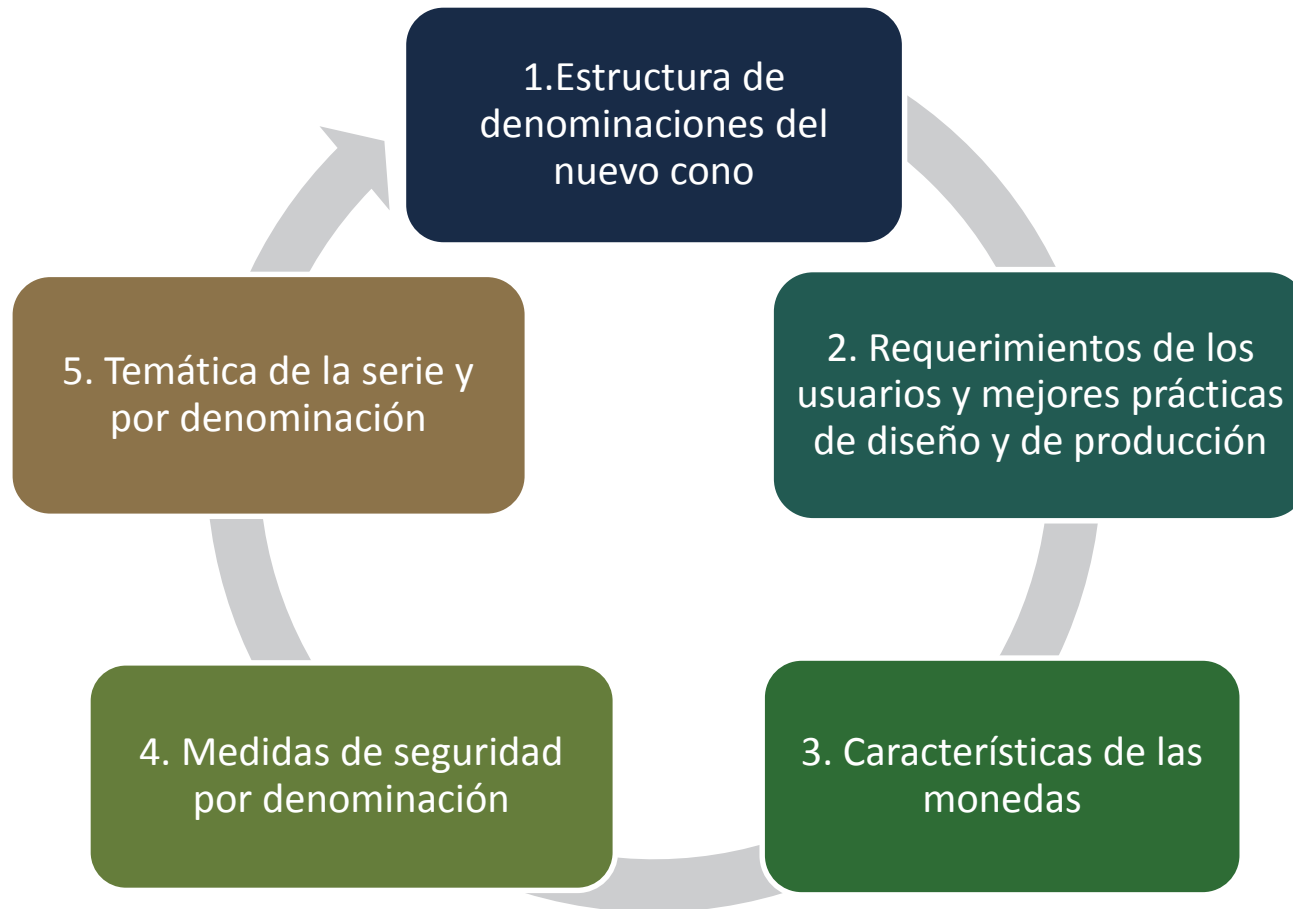 1.Estructura de
denominaciones del
nuevo cono
2. Requerimientos de los
usuarios y mejores prácticas
de diseño y de producción
3. Características de las
monedas
4. Medidas de seguridad
por denominación
5. Temática de la serie y
por denominación